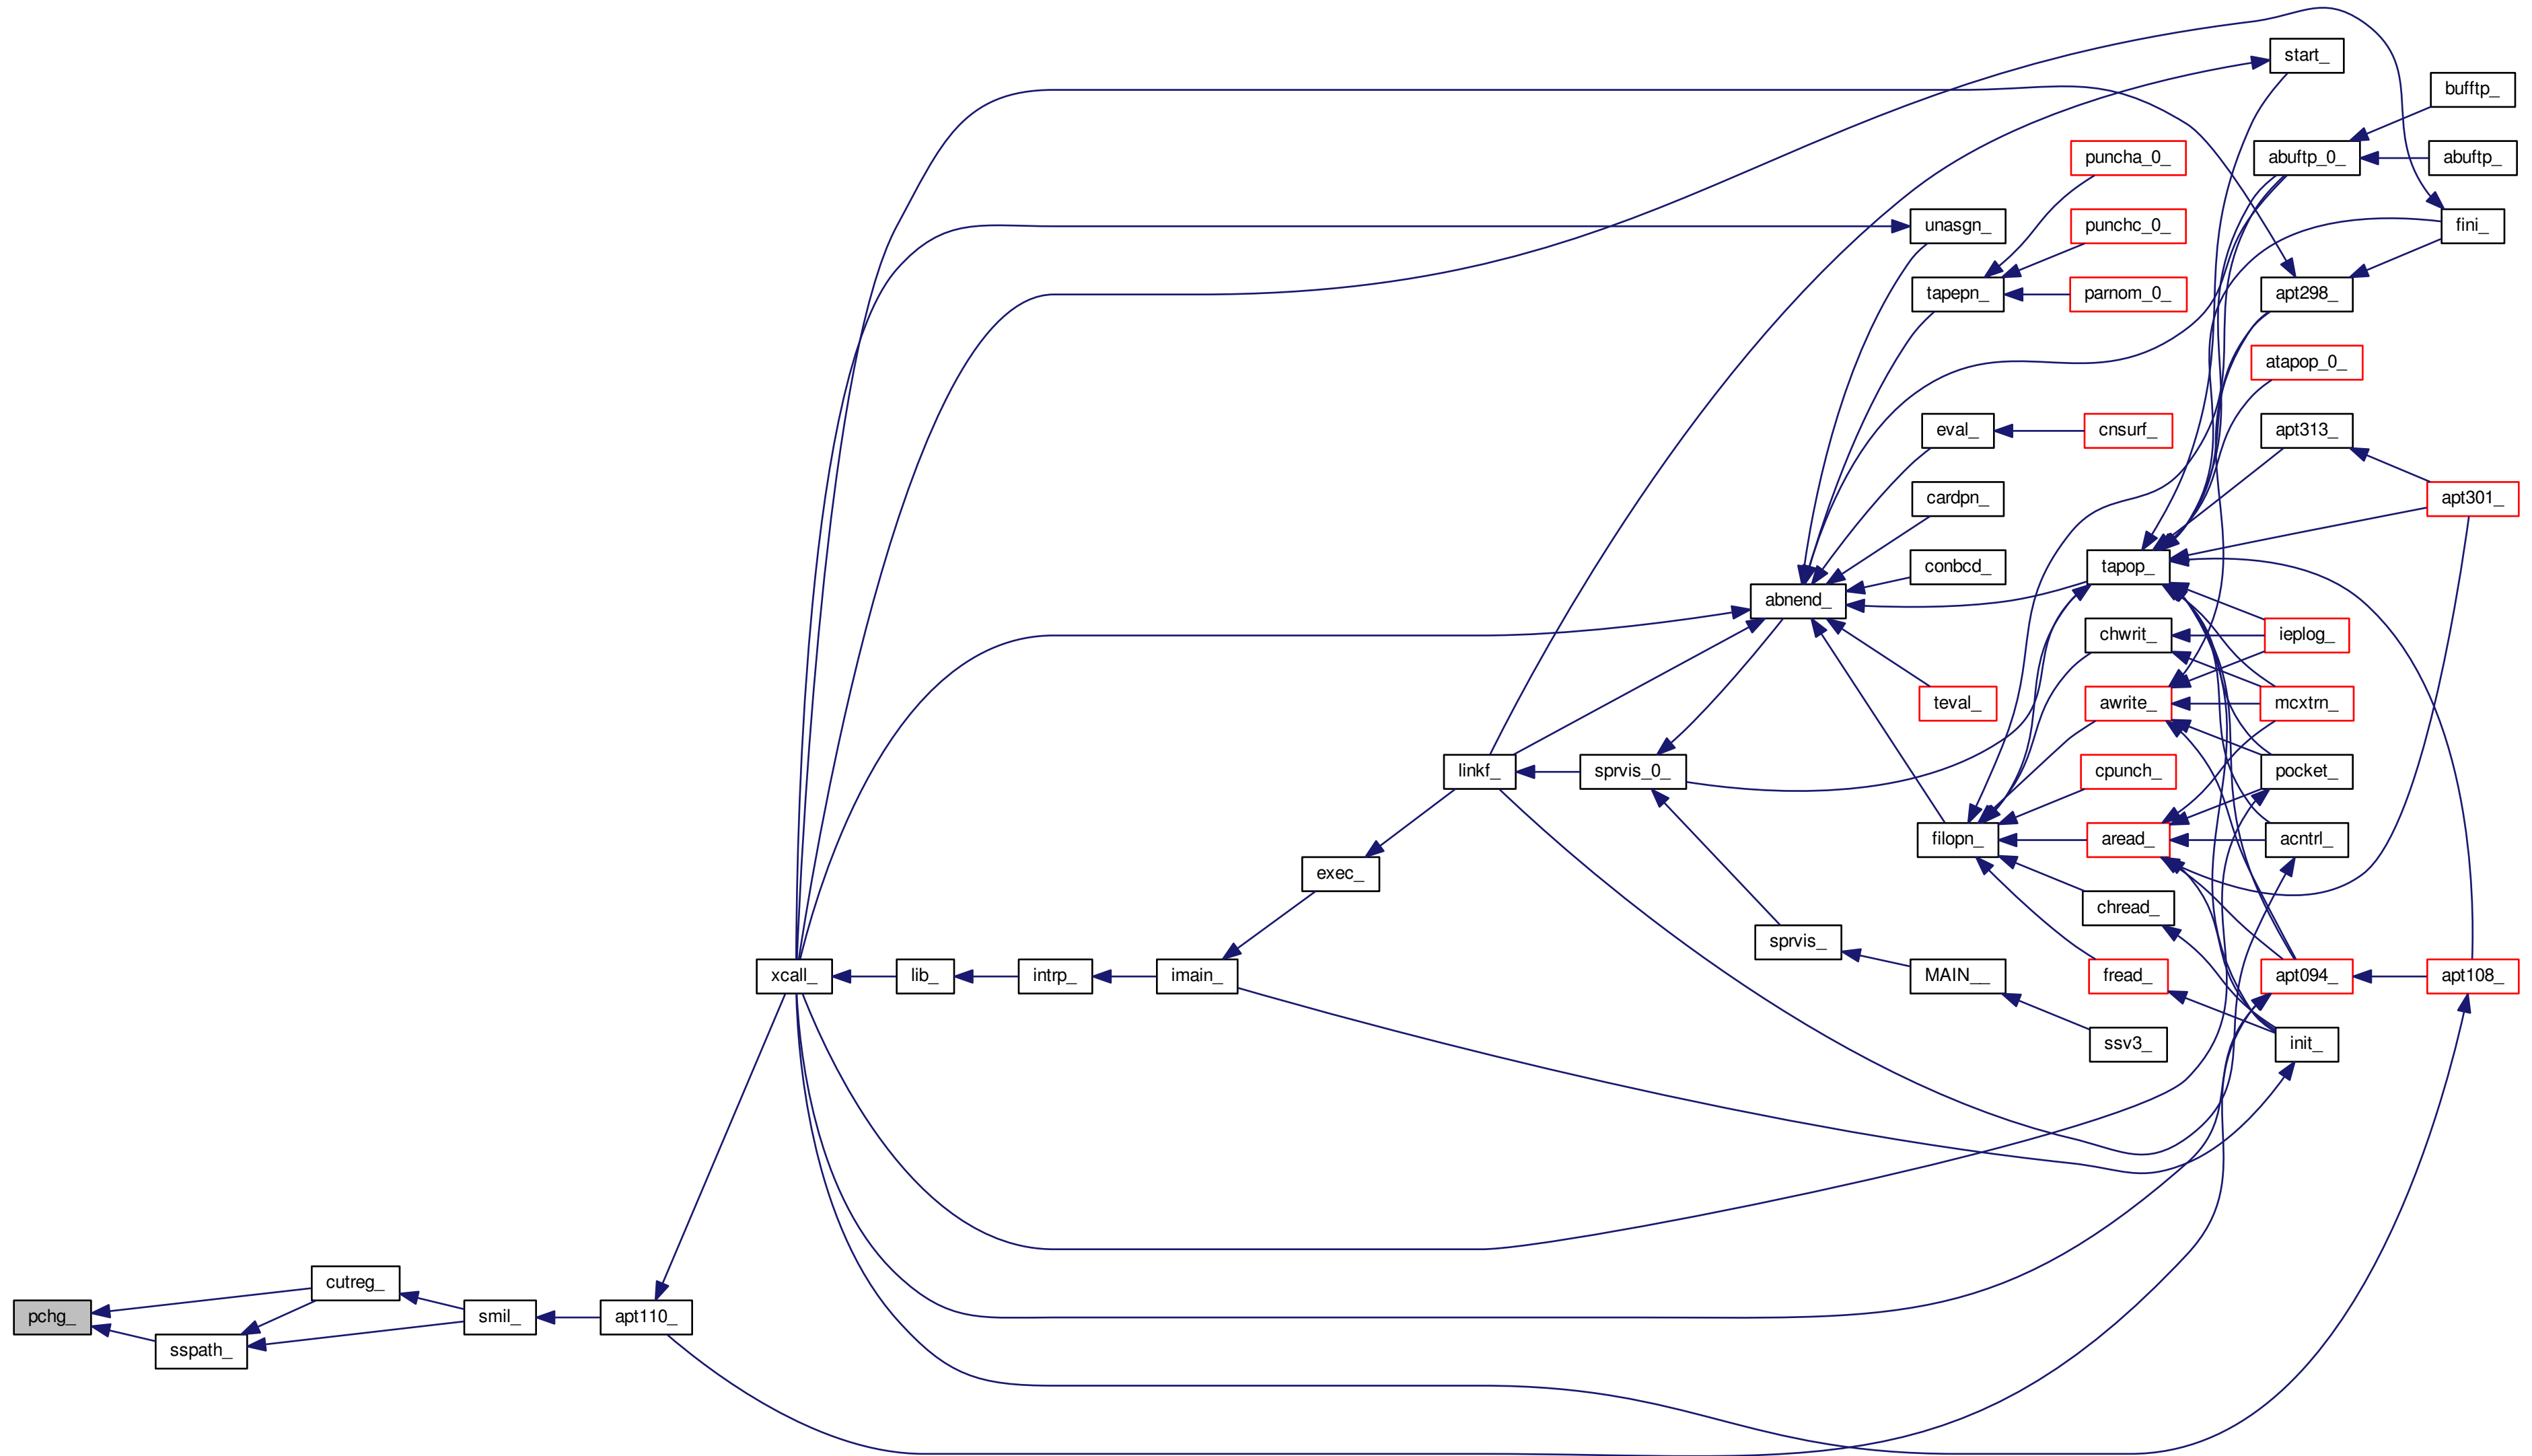 start_
bufftp_
puncha_0_
abuftp_0_
abuftp_
unasgn_
punchc_0_
fini_
tapepn_
parnom_0_
apt298_
atapop_0_
eval_
cnsurf_
apt313_
cardpn_
apt301_
conbcd_
tapop_
abnend_
chwrit_
ieplog_
teval_
awrite_
mcxtrn_
linkf_
sprvis_0_
cpunch_
pocket_
filopn_
aread_
acntrl_
exec_
chread_
sprvis_
xcall_
lib_
intrp_
imain_
MAIN__
fread_
apt094_
apt108_
ssv3_
init_
cutreg_
pchg_
smil_
apt110_
sspath_